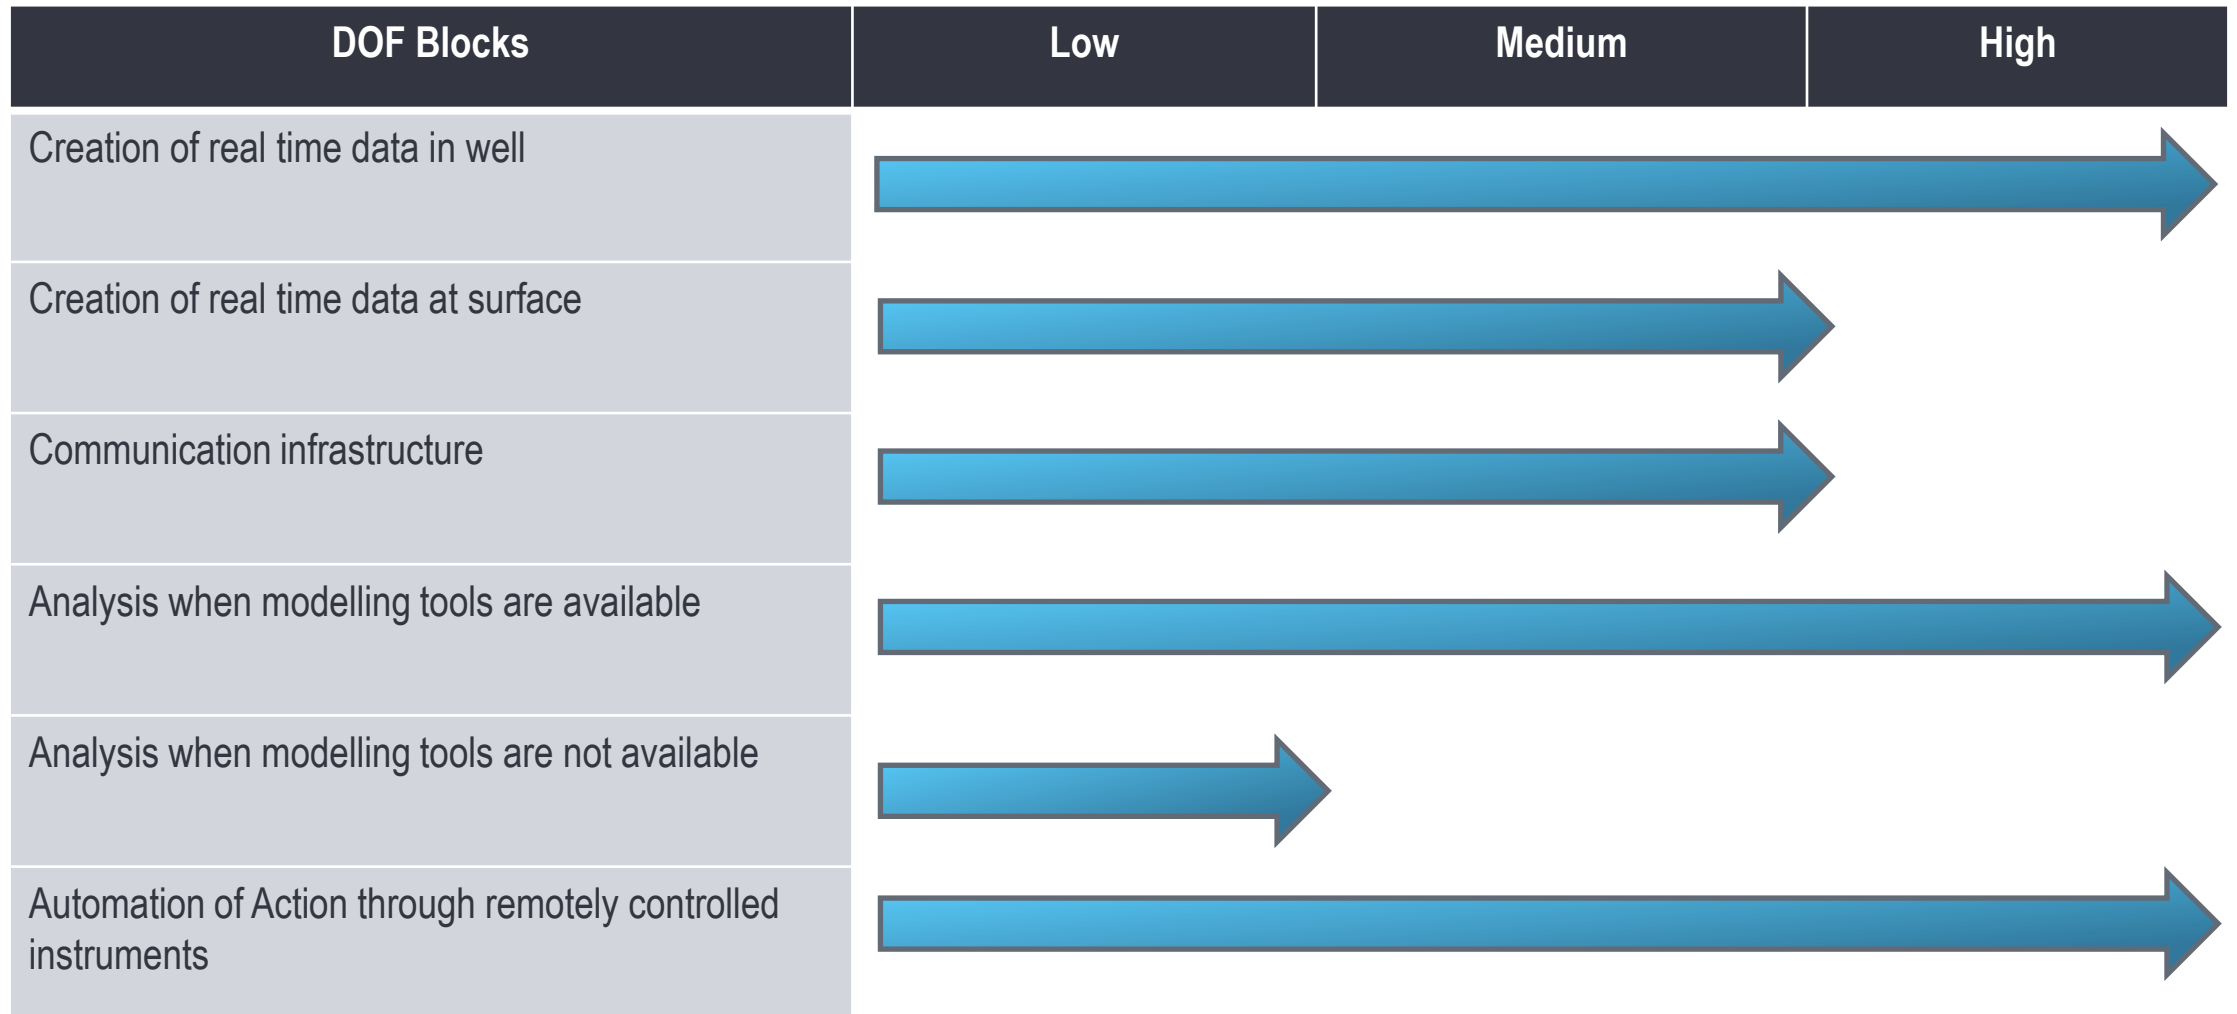 DOF Blocks
Low
Medium
High
Creation of real time data in well
Creation of real time data at surface
Communication infrastructure
Analysis when modelling tools are available
Analysis when modelling tools are not available
Automation of Action through remotely controlled
instruments